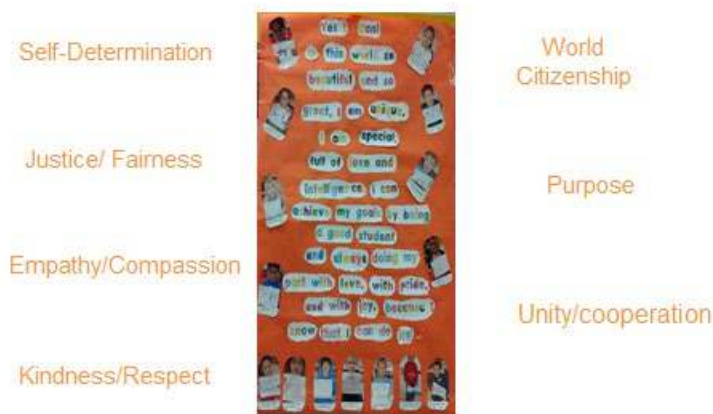 Self-Determination
Justice/ Fairness
Empathy/Compassion
Kindness/Respect
Yes I can!
this world so
beautiful and so
great, I am unique,
I am special,
full of love and
intelligence. I can
achieve my goals by being
a good student
and always doing my
part with love, with pride,
and with joy, because I
know that I can do it!
World
Citizenship
Purpose
Unity/cooperation